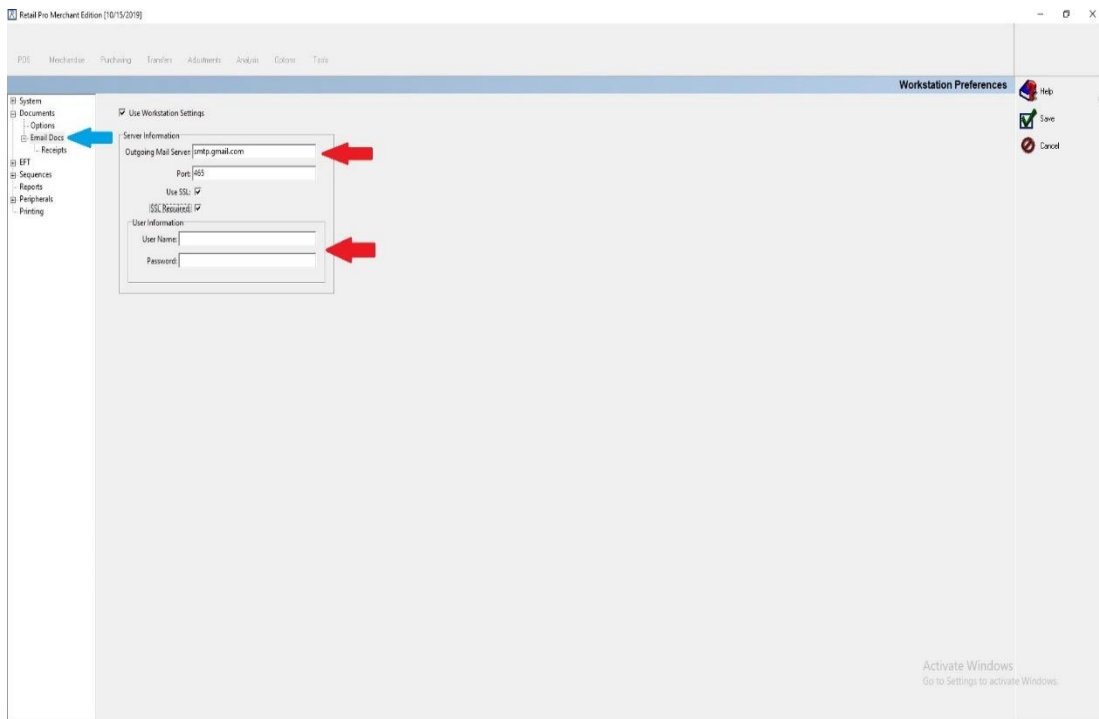 Retail Pro Merchant Edition [10/15/2019]
POS Merchandise Purchasing Transfers Adjustments Analysis Options Tools
Workstation Preferences
Help
System
Documents
Options
Email Docs
Receipts
EFT
Sequences
Reports
Peripherals
Printing
Use Workstation Settings
Server Information
Outgoing Mail Server: smtp.gmail.com
Port: 465
Use SSL:
SSL Required:
User Information
User Name:
Password:
Save
Cancel
Activate Windows
Go to Settings to activate Windows.